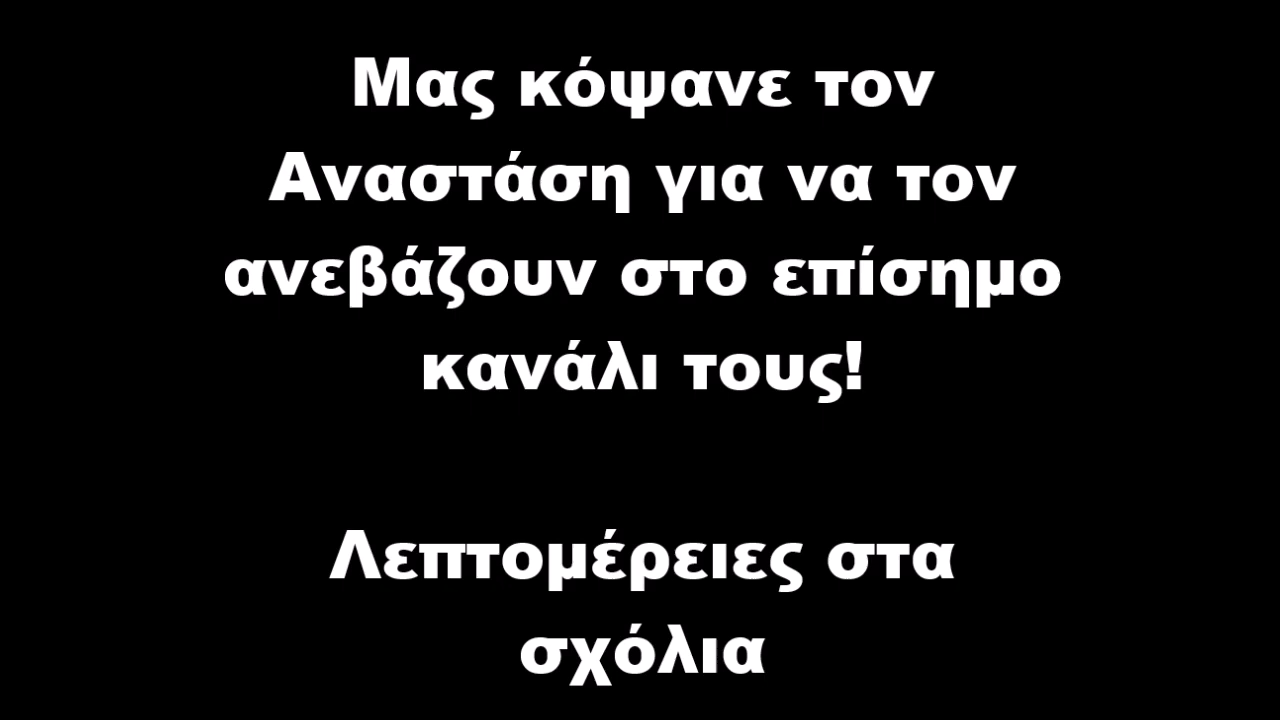 Μας κόψανε τον
Αναστάση για να τον
ανεβάζουν στο επίσημο
κανάλι τους!
Λεπτομέρειες στα
σχόλια